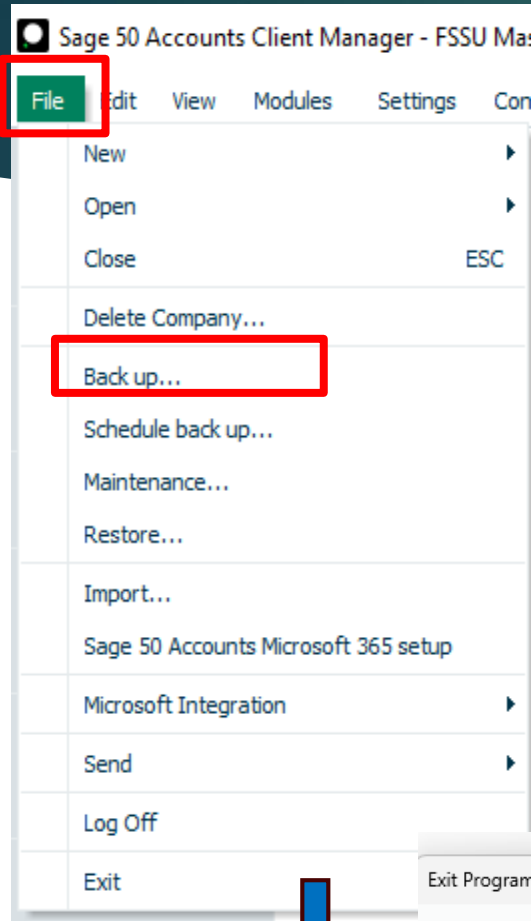 Sage 50 Accounts Client Manager - FSSU Mas
File Edit View Modules Settings Con
New
Open
Close ESC
Delete Company...
Back up...
Schedule back up...
Maintenance...
Restore...
Import...
Sage 50 Accounts Microsoft 365 setup
Microsoft Integration
Send
Log Off
Exit
Exit Program